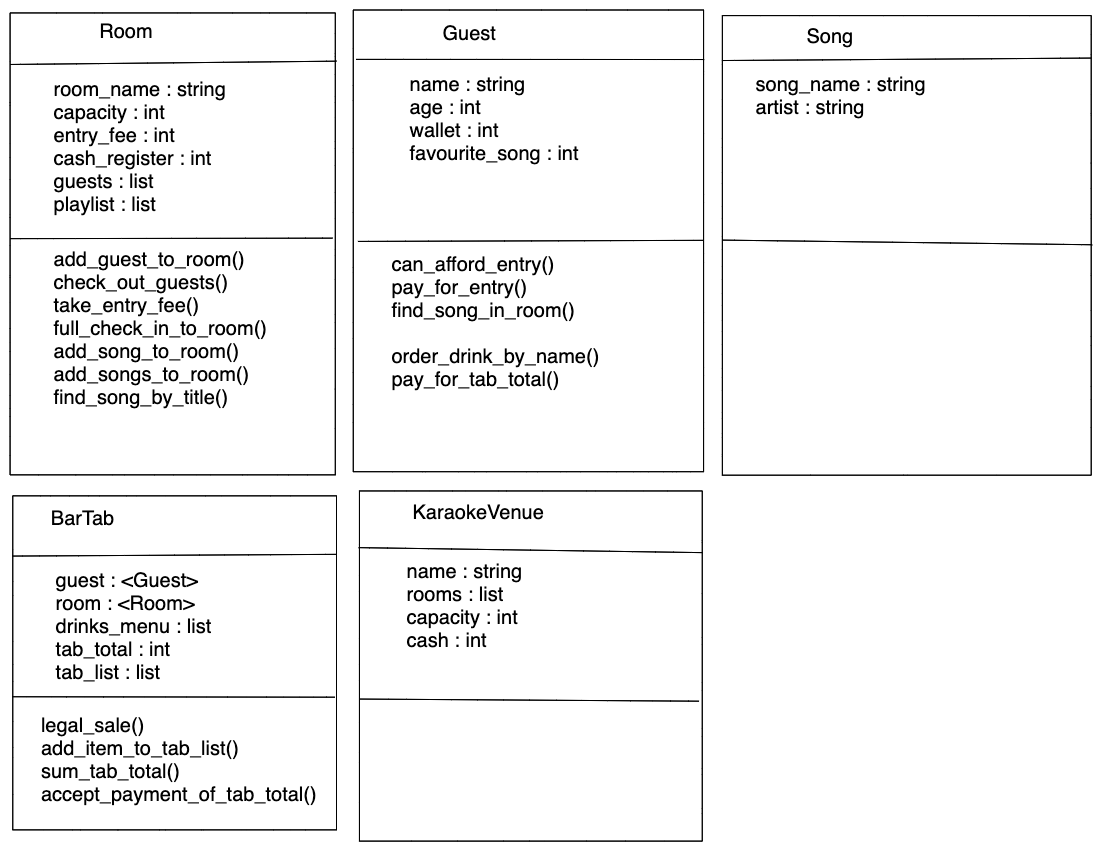 Room
room_name : string
capacity : int
entry_fee : int
cash_register : int
guests : list
playlist : list
add_guest_to_room()
check_out_guests()
take_entry_fee()
full_check_in_to_room()
add_song_to_room()
add_songs_to_room()
find_song_by_title()
Guest
name : string
age : int
wallet : int
favourite_song : int
can_afford_entry()
pay_for_entry()
find_song_in_room()
order_drink_by_name()
pay_for_tab_total()
Song
song_name : string
artist : string
BarTab
guest : <Guest>
room : <Room>
drinks_menu : list
tab_total : int
tab_list : list
legal_sale()
add_item_to_tab_list()
sum_tab_total()
accept_payment_of_tab_total()
KaraokeVenue
name : string
rooms : list
capacity : int
cash : int